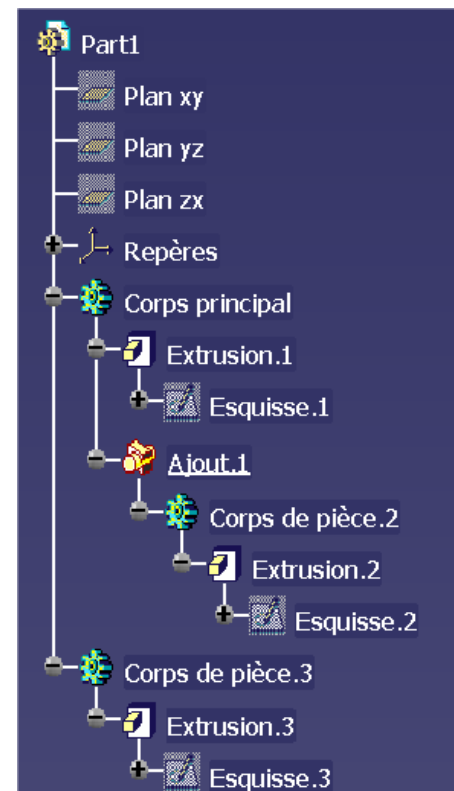 Part1
Plan xy
Plan yz
Plan zx
Repères
Corps principal
Extrusion.1
Esquisse.1
Ajout.1
Corps de pièce.2
Extrusion.2
Esquisse.2
Corps de pièce.3
Extrusion.3
Esquisse.3